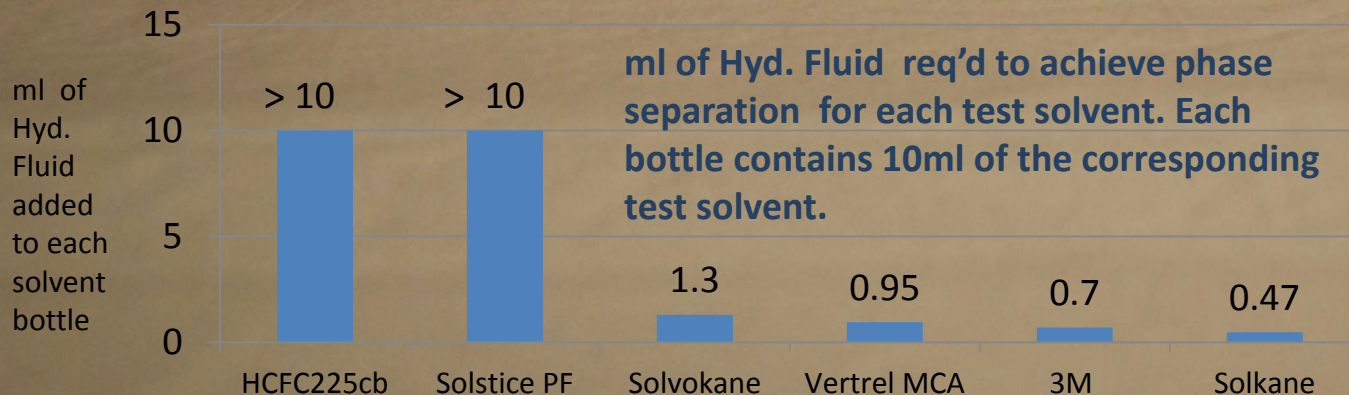 15
ml of
Hyd.
Fluid
added
to each
solvent
bottle
10
5
0
> 10
> 10
ml of Hyd. Fluid req'd to achieve phase
separation for each test solvent. Each
bottle contains 10ml of the corresponding
test solvent.
1.3
0.95
0.7
0.47
HCFC225cb
Solstice PF
Solvokane
Vertrel MCA
3M
Solkane